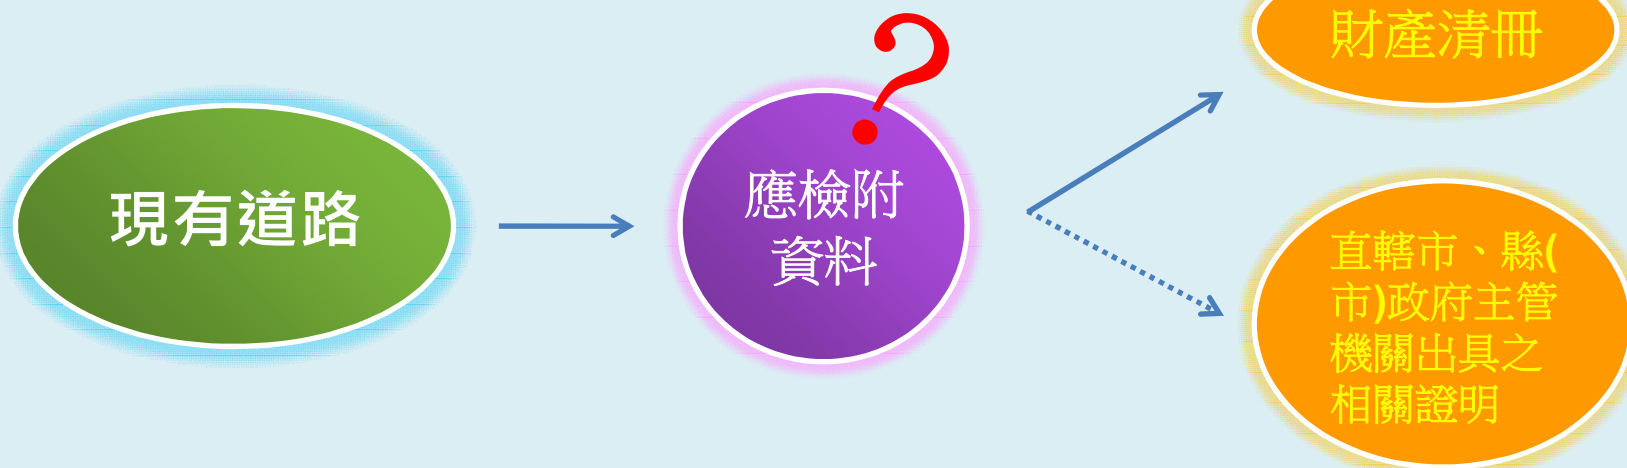 現有道路
?
應檢附
資料
財產清冊
直轄市、縣(
市)政府主管
機關出具之
相關證明